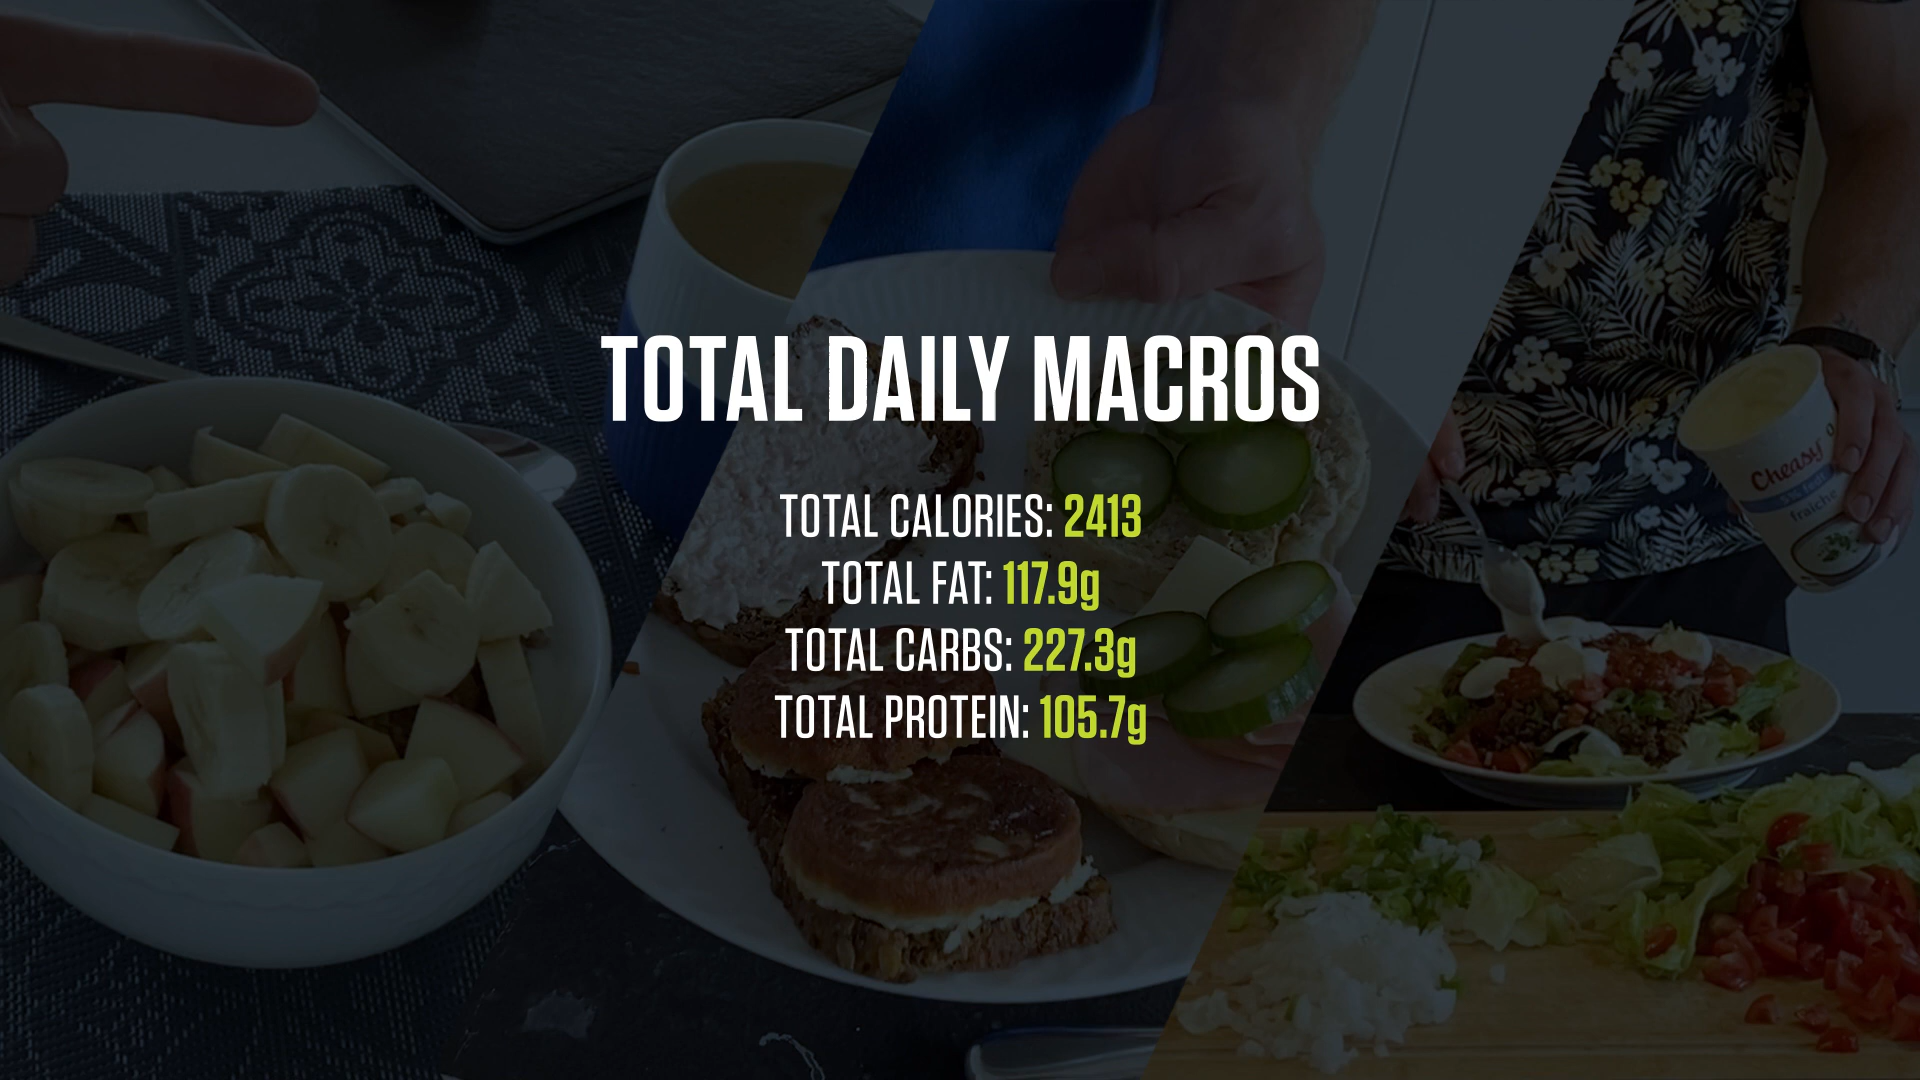 TOTAL DAILY MACROS
TOTAL CALORIES: 2413
TOTAL FAT: 117.9g
TOTAL CARBS: 227.3g
TOTAL PROTEIN: 105.7g
Cheasy
fraiche